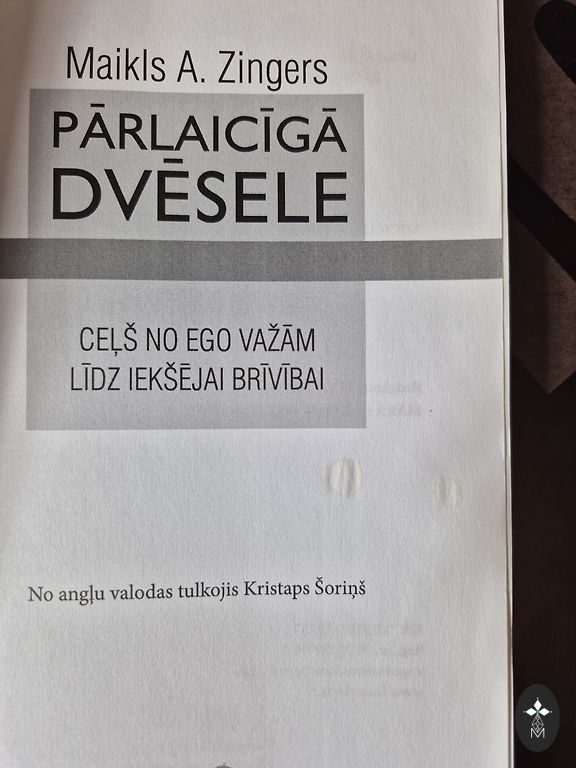 Maikls A. Zingers
PĀRLAICĪGĀ
DVĒSELE
CEĻŠ NO EGO VAŽĀM
LĪDZ IEKŠĒJAI BRĪVĪBAI
No angļu valodas tulkojis Kristaps Šoriņš